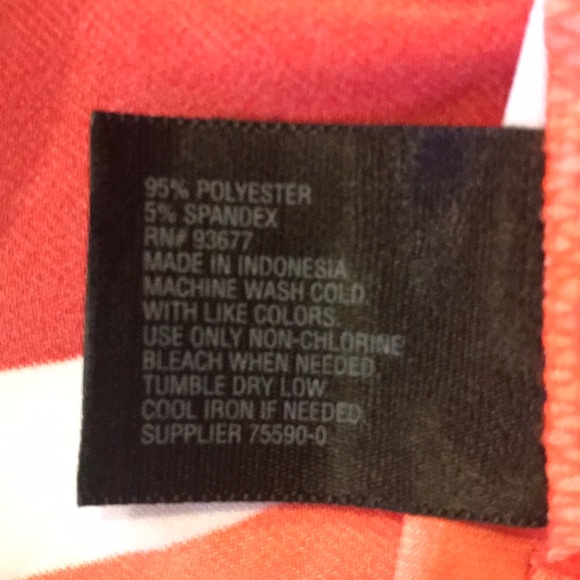 95% POLYESTER
5% SPANDEX
RN# 93677
MADE IN INDONESIA
MACHINE WASH COLD.
WITH LIKE COLORS.
USE ONLY NON-CHLORINE
BLEACH WHEN NEEDED.
TUMBLE DRY LOW.
COOL IRON IF NEEDED.
SUPPLIER 75590-0